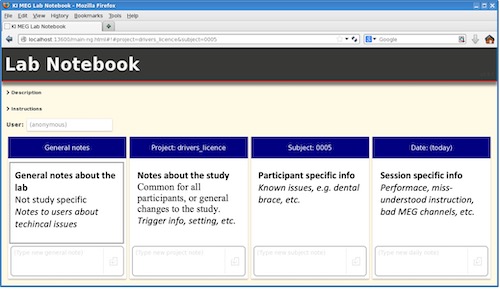 KI MEG Lab Notebook - Mozilla Firefox
File Edit View History Bookmarks Tools Help
KI MEG Lab Notebook
localhost:13600/main-ng.html#!#project=drivers_licence&subject=0005
Google
Lab Notebook
Description
Instructions
User: (anonymous)
General notes
Project: drivers_licence
Subject: 0005
Date: (today)
General notes about the
lab
Not study specific
Notes to users about
techincal issues
Notes about the study
Common for all
participants, or general
changes to the study.
Trigger info, setting, etc.
Participant specific info
Known issues, e.g. dental
brace, etc.
Session specific info
Performace, miss-
understood instruction,
bad MEG channels, etc.
(Type new general note)
(Type new project note)
(Type new subject note)
(Type new daily note)